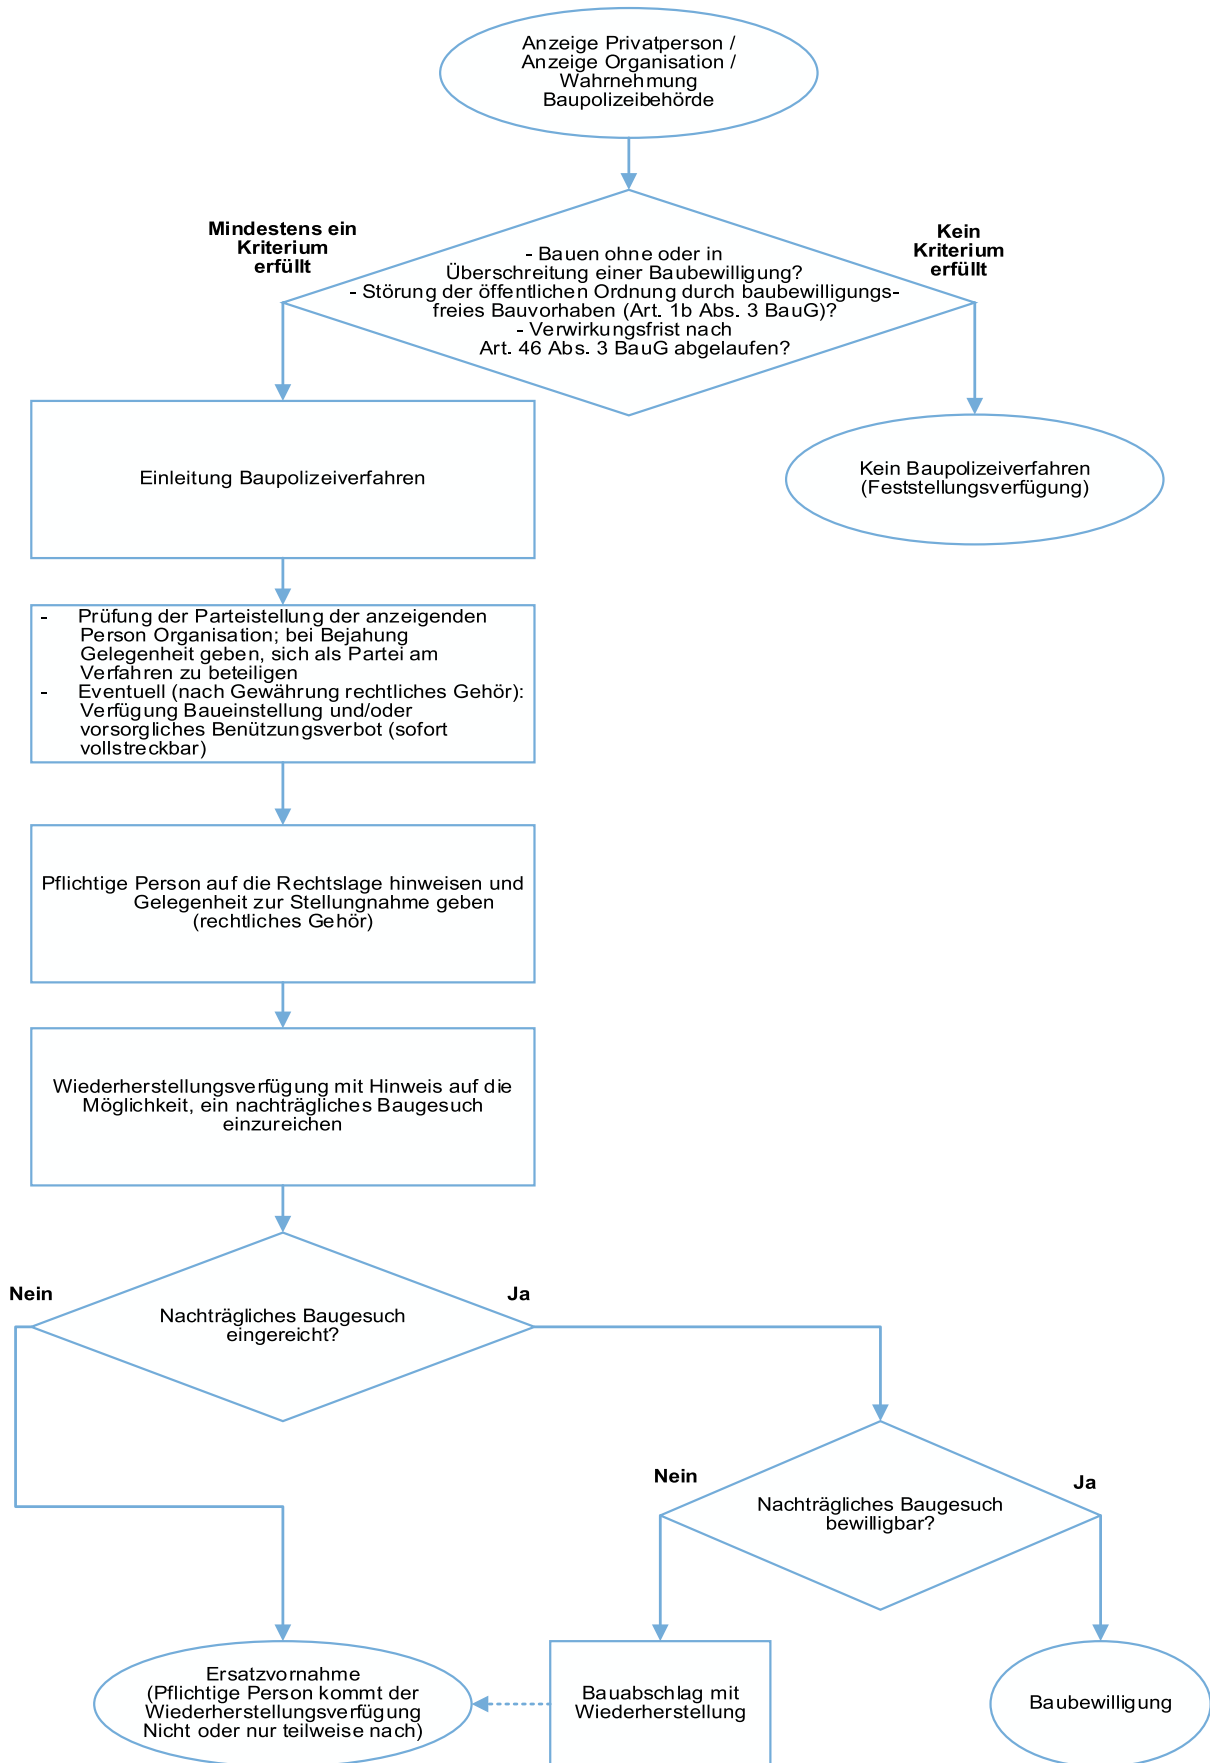 Anzeige Privatperson /
Anzeige Organisation /
Wahrnehmung
Baupolizeibehörde
Mindestens ein
Kriterium
erfüllt
Kein
Kriterium
erfüllt
- Bauen ohne oder in
Überschreitung einer Baubewilligung?
- Störung der öffentlichen Ordnung durch baubewilligungs-
freies Bauvorhaben (Art. 1b Abs. 3 BauG)?
- Verwirkungsfrist nach
Art. 46 Abs. 3 BauG abgelaufen?
Einleitung Baupolizeiverfahren
Kein Baupolizeiverfahren
(Feststellungsverfügung)
- Prüfung der Parteistellung der anzeigenden
Person Organisation; bei Bejahung
Gelegenheit geben, sich als Partei am
Verfahren zu beteiligen
- Eventuell (nach Gewährung rechtliches Gehör):
Verfügung Baueinstellung und/oder
vorsorgliches Benützungsverbot (sofort
vollstreckbar)
Pflichtige Person auf die Rechtslage hinweisen und
Gelegenheit zur Stellungnahme geben
(rechtliches Gehör)
Wiederherstellungsverfügung mit Hinweis auf die
Möglichkeit, ein nachträgliches Baugesuch
einzureichen
Nein
Ja
Nachträgliches Baugesuch
eingereicht?
Nein
Ja
Nachträgliches Baugesuch
bewilligbar?
Ersatzvornahme
(Pflichtige Person kommt der
Wiederherstellungsverfügung
Nicht oder nur teilweise nach)
Bauabschlag mit
Wiederherstellung
Baubewilligung